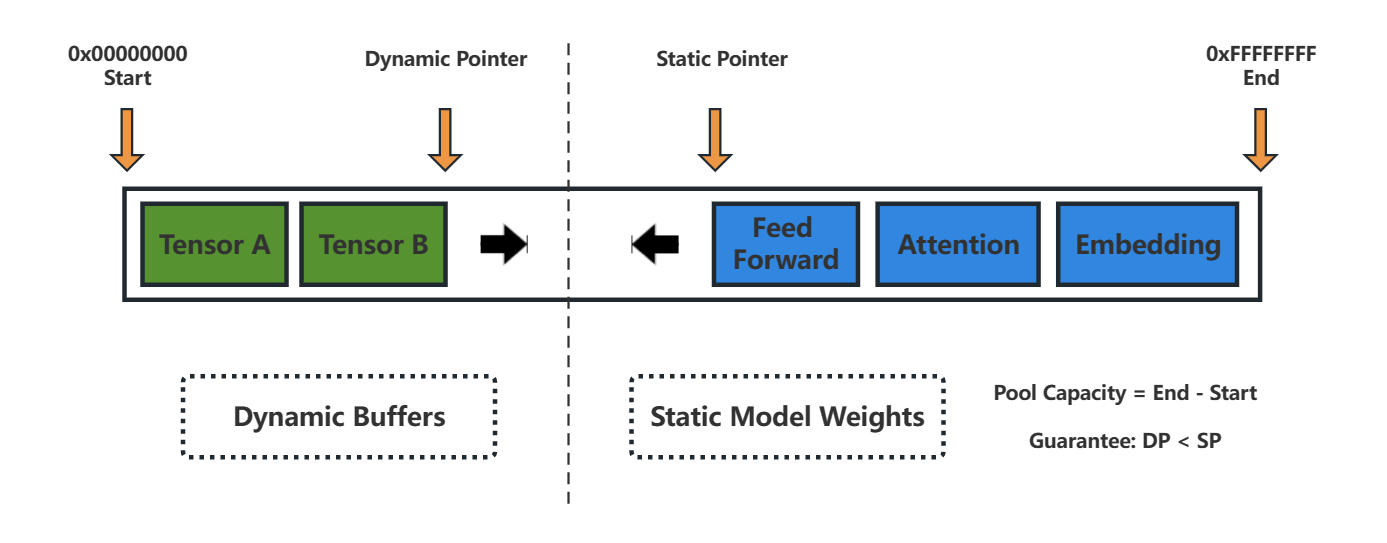 0x00000000
Start
Dynamic Pointer
Static Pointer
0xFFFFFFFF
End
Tensor A
Tensor B
Feed
Forward
Attention
Embedding
Dynamic Buffers
Static Model Weights
Pool Capacity = End - Start
Guarantee: DP < SP